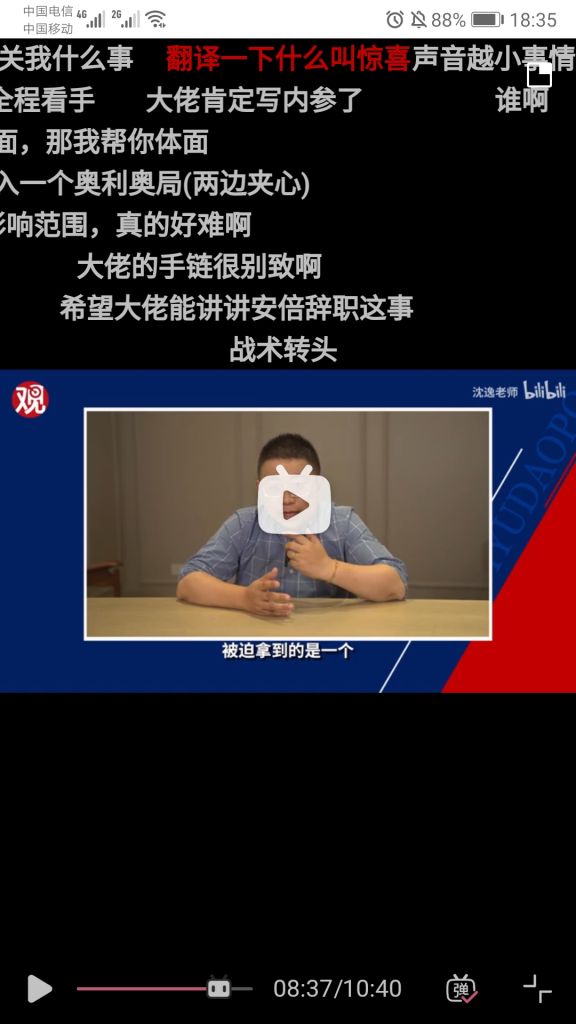 中国电信
中国移动
4G
2G
88%
18:35
关我什么事
翻译一下什么叫惊喜
声音越小事情
全程看手
大佬肯定写内参了
谁啊
面，那我帮你体面
入一个奥利奥局(两边夹心)
影响范围，真的好难啊
大佬的手链很别致啊
希望大佬能讲讲安倍辞职这事
战术转头
观
沈逸老师 bilibili
YUDAOPO
被迫拿到的是一个
08:37/10:40
弹